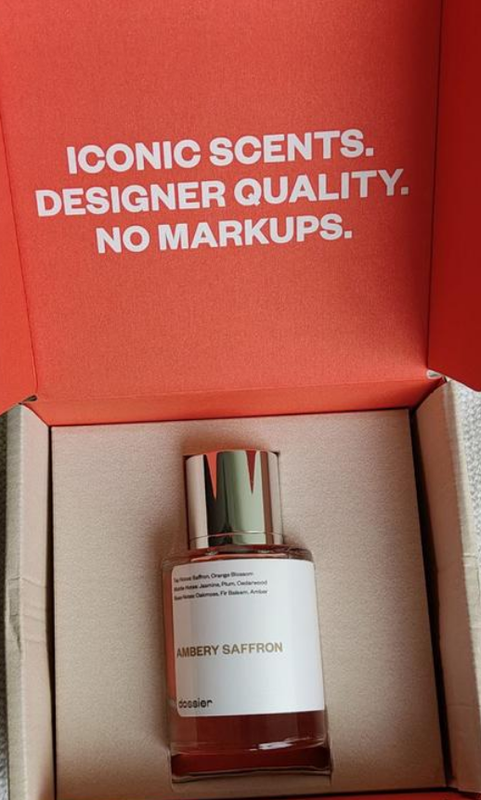 ICONIC SCENTS.
DESIGNER QUALITY.
NO MARKUPS.
Top Notes: Saffron, Orange Blossom
Middle Notes: Jasmine, Plum, Cedarwood
Base Notes: Oakmoss, Fir Balsam, Amber
AMBERY SAFFRON
dossier